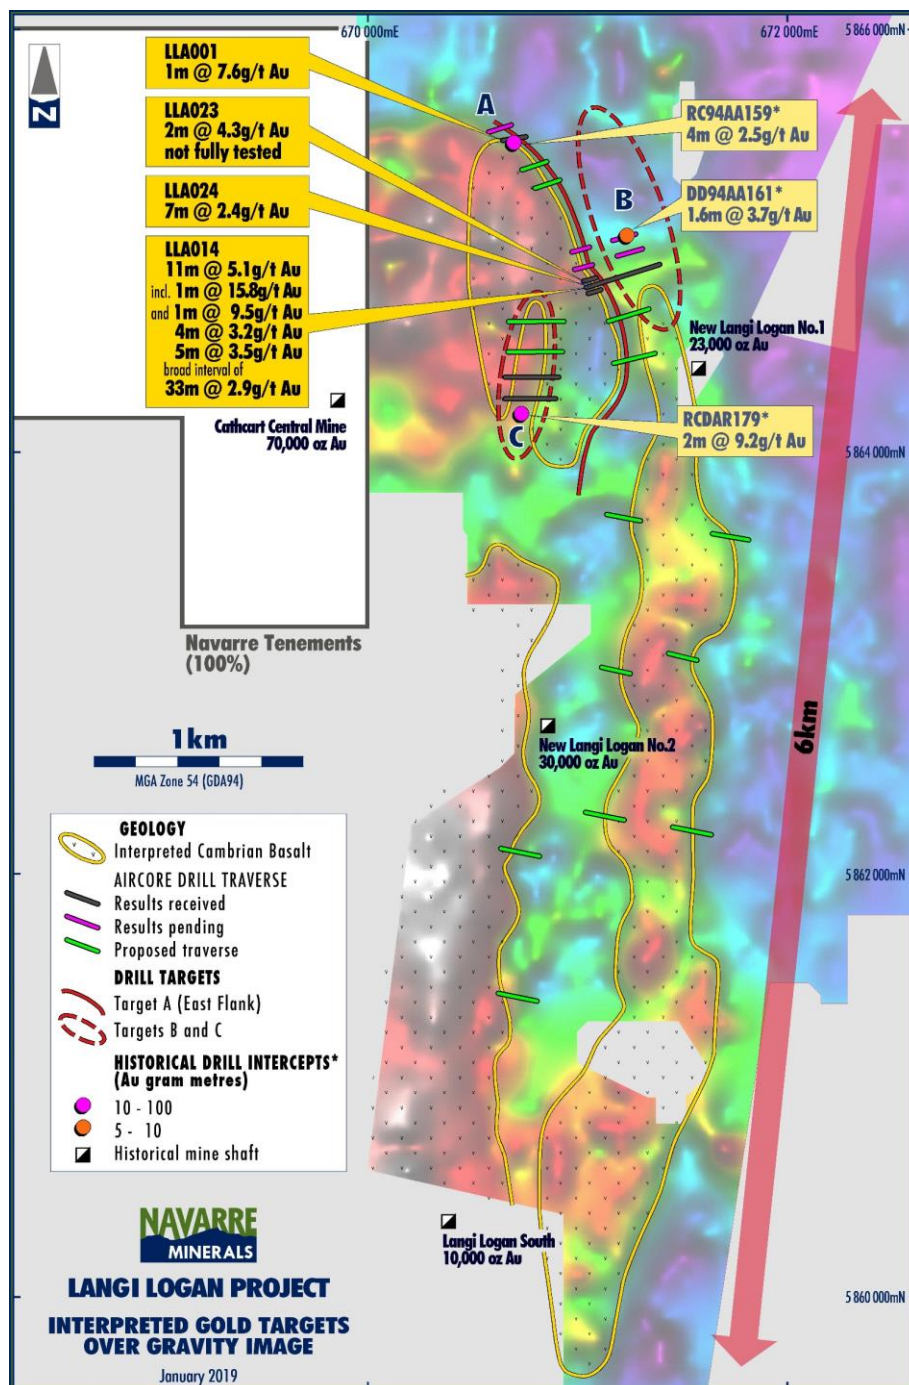 670 000mE
672 000mE
5 866 000mN
N
LLA001
1m @ 7.6g/t Au
LLA023
2m @ 4.3g/t Au
not fully tested
LLA024
7m @ 2.4g/t Au
LLA014
11m @ 5.1g/t Au
incl. 1m @ 15.8g/t Au
and 1m @ 9.5g/t Au
4m @ 3.2g/t Au
5m @ 3.5g/t Au
broad interval of
33m @ 2.9g/t Au
A
RC94AA159*
4m @ 2.5g/t Au
B
DD94AA161*
1.6m @ 3.7g/t Au
New Langi Logan No.1
23,000 oz Au
Cathcart Central Mine
70,000 oz Au
C
RCDAR179*
2m @ 9.2g/t Au
5 864 000mN
Navarre Tenements
(100%)
6km
New Langi Logan No.2
30,000 oz Au
1km
MGA Zone 54 (GDA94)
GEOLOGY
Interpreted Cambrian Basalt
AIRCORE DRILL TRAVERSE
Results received
Results pending
Proposed traverse
DRILL TARGETS
Target A (East Flank)
Targets B and C
HISTORICAL DRILL INTERCEPTS*
(Au gram metres)
10 - 100
5 - 10
Historical mine shaft
5 862 000mN
NAVARRE
MINERALS
Langi Logan South
10,000 oz Au
LANGI LOGAN PROJECT
INTERPRETED GOLD TARGETS
OVER GRAVITY IMAGE
January 2019
5 860 000mN